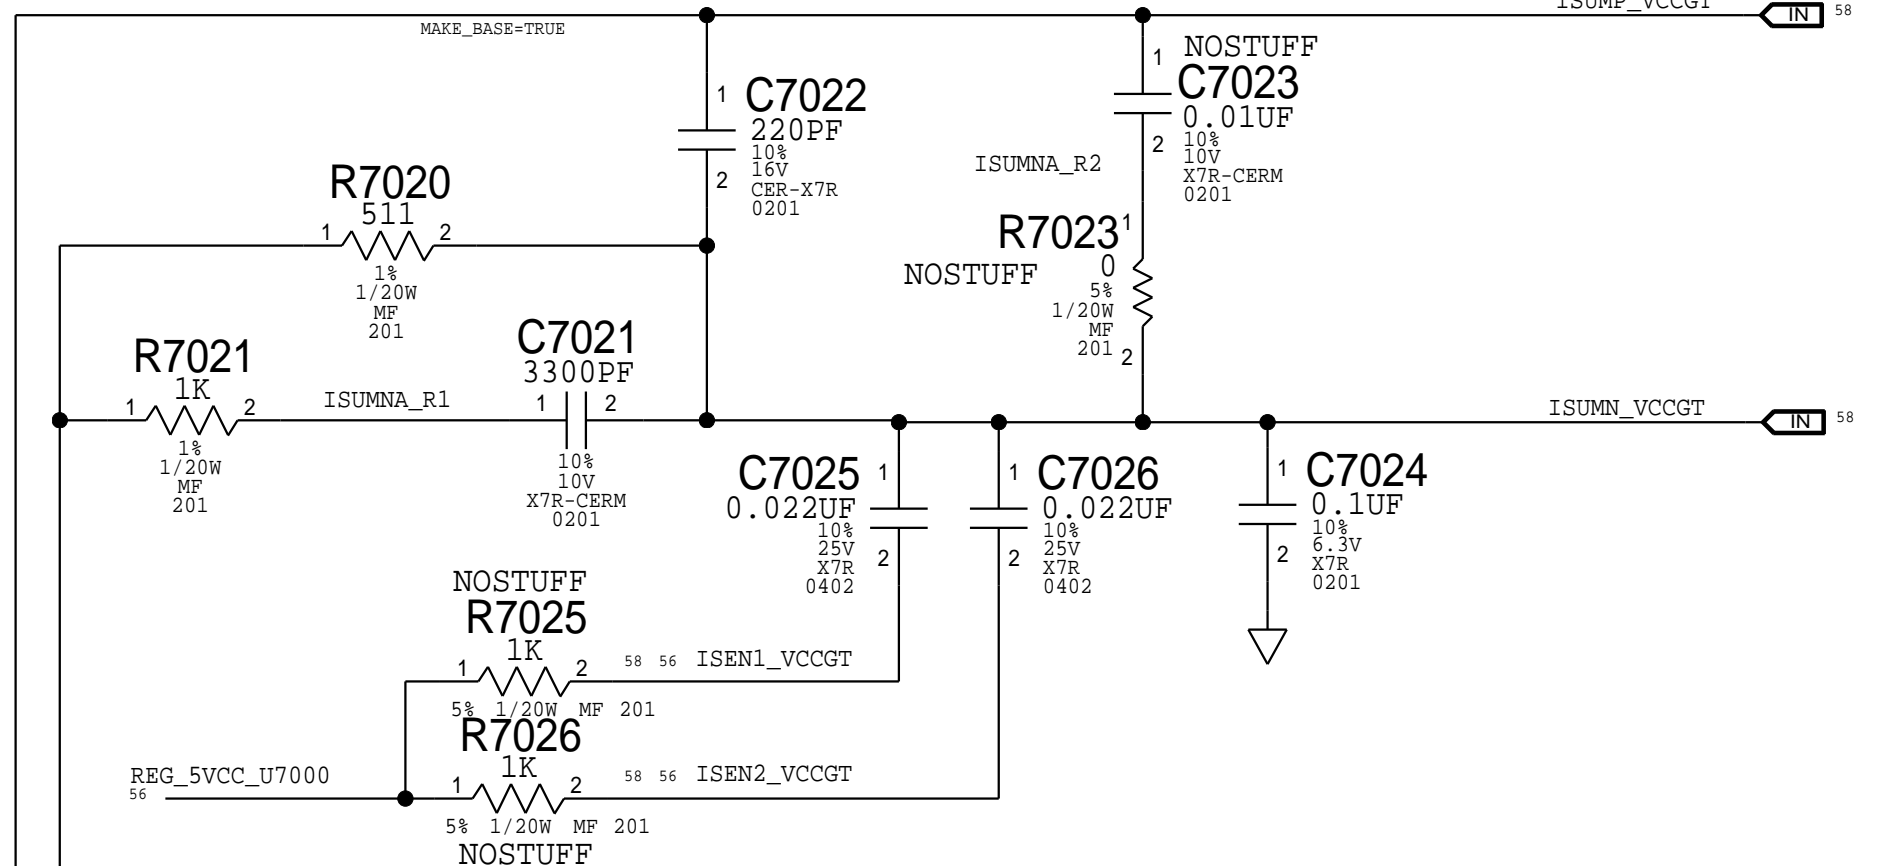 ISUMP_VCCGT
IN 58
MAKE_BASE=TRUE
1
NOSTUFF
C7023
0.01UF
10%
10V
X7R-CERM
0201
2
1
C7022
220PF
10%
16V
CER-X7R
0201
2
ISUMNA_R2
R7020
511
1 2
1%
1/20W
MF
201
R7023
1
NOSTUFF
0
5%
1/20W
MF
201
2
R7021
1K
1 2
1%
1/20W
MF
201
ISUMNA_R1
C7021
3300PF
1 2
10%
10V
X7R-CERM
0201
ISUMN_VCCGT
IN 58
C7025
1
0.022UF
10%
25V
X7R
0402
2
1
C7026
0.022UF
10%
25V
X7R
0402
2
1
C7024
0.1UF
10%
6.3V
X7R
0201
2
NOSTUFF
R7025
1K
1 2
58 56 ISEN1_VCCGT
5% 1/20W MF 201
R7026
1K
1 2
58 56 ISEN2_VCCGT
REG_5VCC_U7000
56
5% 1/20W MF 201
NOSTUFF